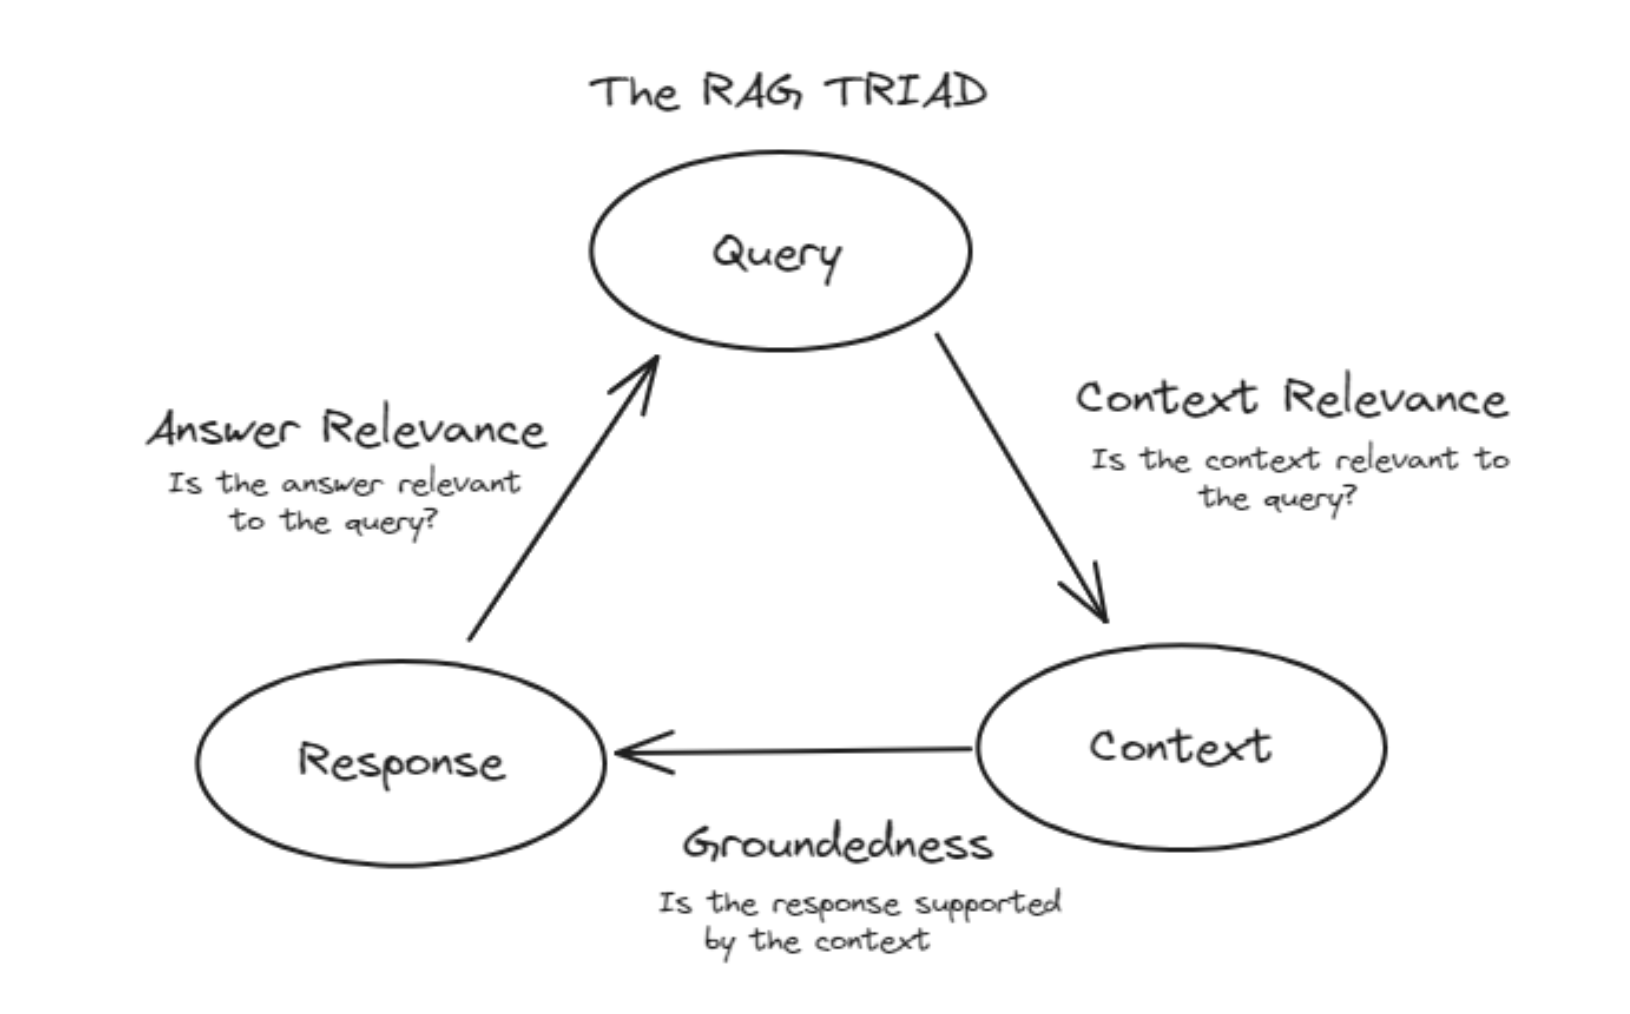 The RAG TRIAD
Query
Answer Relevance
Is the answer relevant
to the query?
Context Relevance
Is the context relevant to
the query?
Response
Context
Groundedness
Is the response supported
by the context